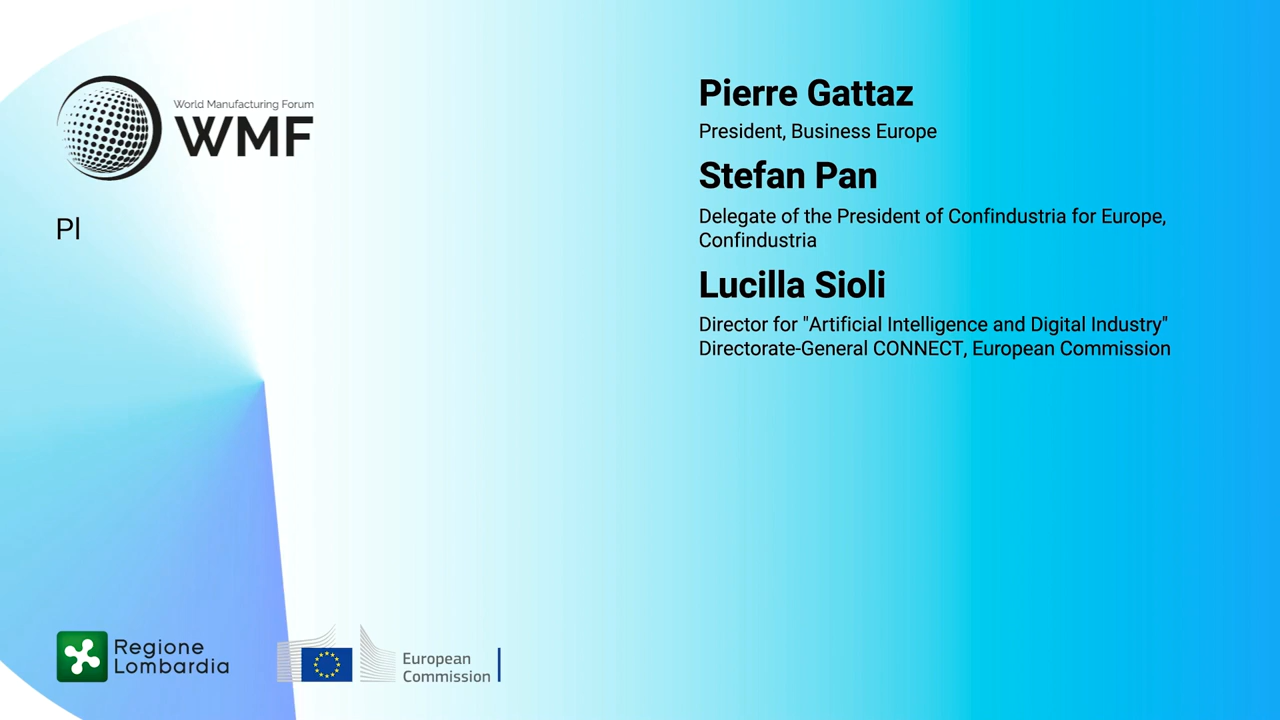 World Manufacturing Forum
WMF
Pl
Pierre Gattaz
President, Business Europe
Stefan Pan
Delegate of the President of Confindustria for Europe,
Confindustria
Lucilla Sioli
Director for "Artificial Intelligence and Digital Industry"
Directorate-General CONNECT, European Commission
Regione
Lombardia
European
Commission